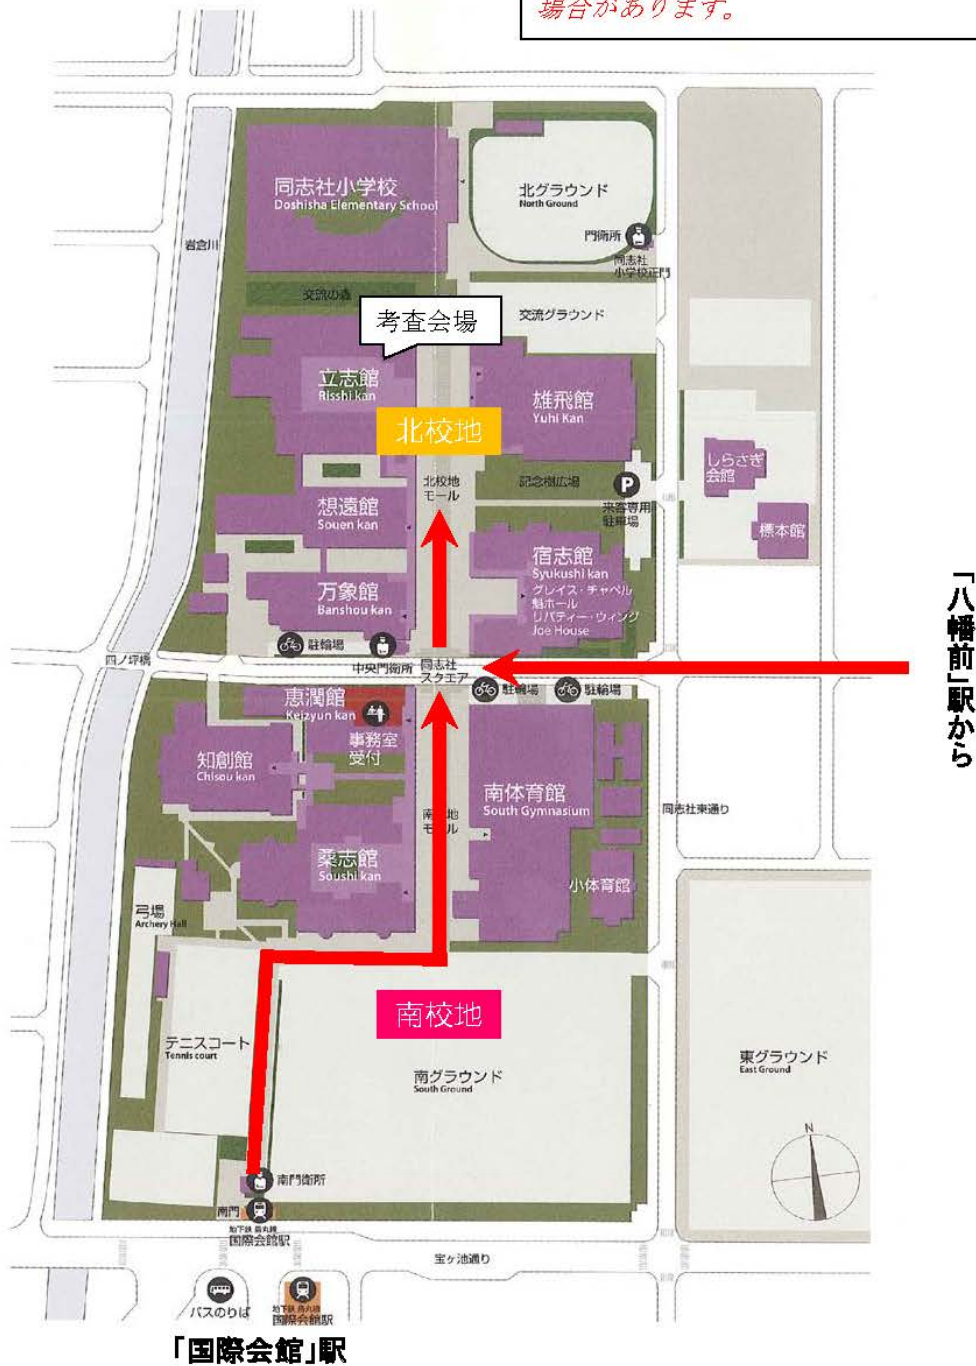 場合があります。
同志社小学校
Doshisha Elementary School
北グラウンド
North Ground
門衛所
同志社
小学校正門
岩倉川
交流の森
考査会場
交流グラウンド
立志館
Risshi kan
雄飛館
Yuhi Kan
北校地
北校地
モール
記念樹広場
P
来客専用
駐車場
しらさぎ
会館
標本館
想遠館
Souen kan
宿志館
Syukushi kan
グレイス・チャペル
魁ホール
リバティー・ウィング
Joe House
万象館
Banshou kan
駐輪場
中央門衛所
同志社
スクエア
四ノ坪橋
「八幡前」駅から
駐輪場
駐輪場
恵潤館
Keizyun kan
事務室
受付
知創館
Chisou kan
南体育館
South Gymnasium
同志社東通り
南校地
モール
桑志館
Soushi kan
小体育館
弓場
Archery Hall
南校地
テニスコート
Tennis court
南グラウンド
South Ground
東グラウンド
East Ground
N
南門衛所
南門
地下鉄 烏丸線
国際会館駅
宝ヶ池通り
バスのりば
地下鉄 烏丸線
国際会館駅
「国際会館」駅